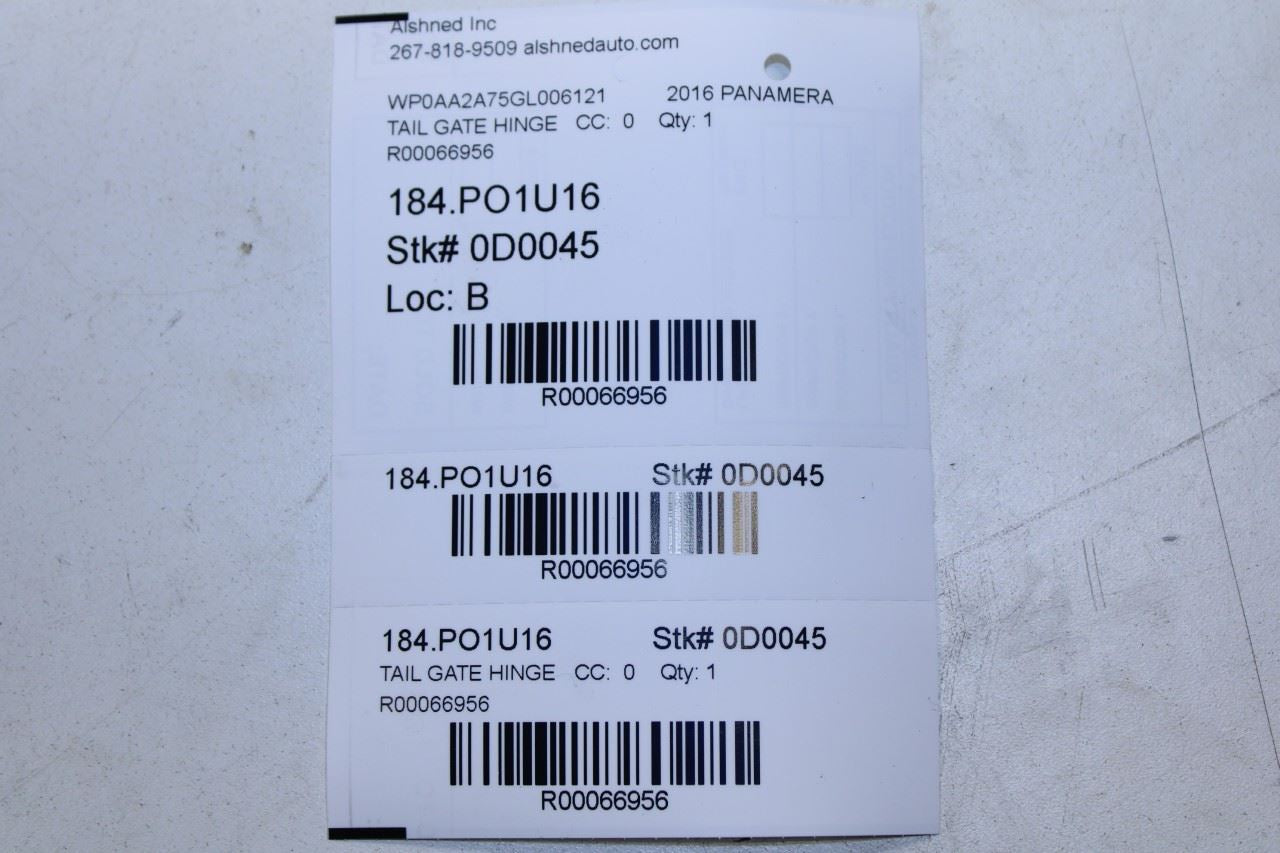 Alshned Inc
267-818-9509 alshnedauto.com
WP0AA2A75GL006121 2016 PANAMERA
TAIL GATE HINGE CC: 0 Qty: 1
R00066956
184.PO1U16
Stk# 0D0045
Loc: B
R00066956
184.PO1U16 Stk# 0D0045
R00066956
184.PO1U16 Stk# 0D0045
TAIL GATE HINGE CC: 0 Qty: 1
R00066956
R00066956